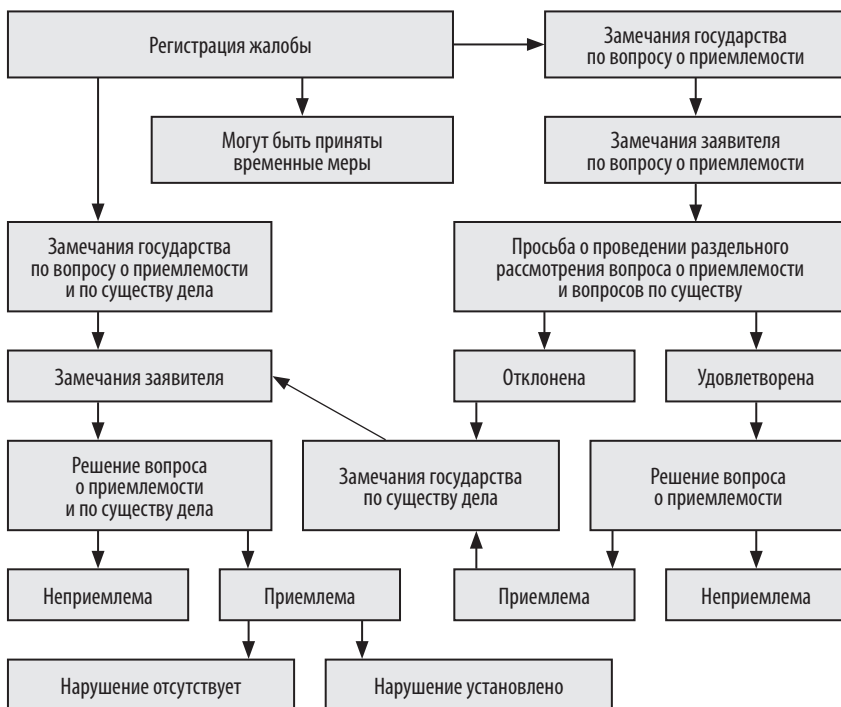 Регистрация жалобы
Замечания государства
по вопросу о приемлемости
Могут быть приняты
временные меры
Замечания заявителя
по вопросу о приемлемости
Замечания государства
по вопросу о приемлемости
и по существу дела
Просьба о проведении раздельного
рассмотрения вопроса о приемлемости
и вопросов по существу
Замечания заявителя
Отклонена
Удовлетворена
Решение вопроса
о приемлемости
и по существу дела
Замечания государства
по существу дела
Решение вопроса
о приемлемости
Неприемлема
Приемлема
Приемлема
Неприемлема
Нарушение отсутствует
Нарушение установлено